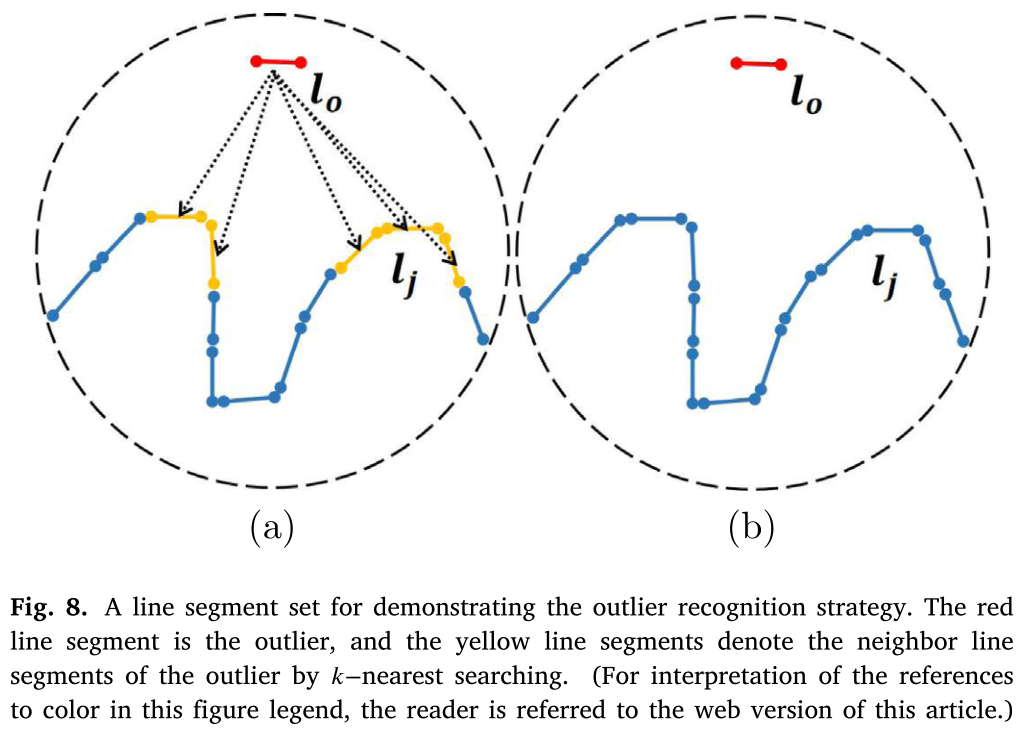 l_o
l_o
l_j
l_j
(a)
(b)
Fig. 8. A line segment set for demonstrating the outlier recognition strategy. The red
line segment is the outlier, and the yellow line segments denote the neighbor line
segments of the outlier by k−nearest searching. (For interpretation of the references
to color in this figure legend, the reader is referred to the web version of this article.)